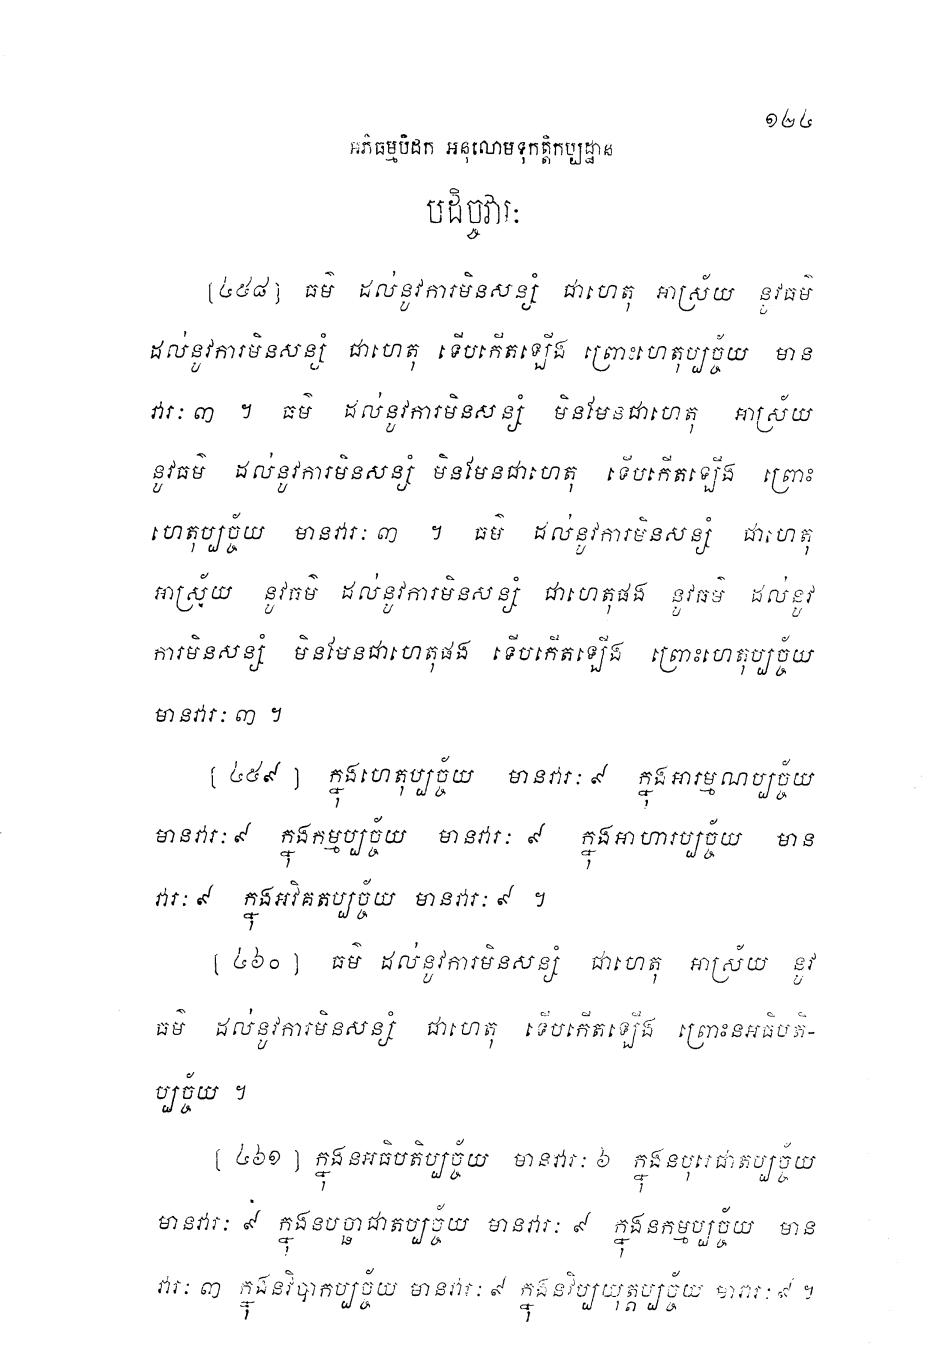 ១២៤
អភិធម្មបិដក អនុលោមទុកត្តិកប្បដ្ឋាន
បដិច្ចវារៈ
[៤៥៨] ធម៌ ដល់នូវការមិនសន្សំ ជាហេតុ អាស្រ័យ នូវធម៌
ដល់នូវការមិនសន្សំ ជាហេតុ ទើបកើតឡើង ព្រោះហេតុប្បច្ច័យ មាន
វារៈ ៣ ។ ធម៌ ដល់នូវការមិនសន្សំ មិនមែនជាហេតុ អាស្រ័យ
នូវធម៌ ដល់នូវការមិនសន្សំ មិនមែនជាហេតុ ទើបកើតឡើង ព្រោះ
ហេតុប្បច្ច័យ មានវារៈ ៣ ។ ធម៌ ដល់នូវការមិនសន្សំ ជាហេតុ
អាស្រ័យ នូវធម៌ ដល់នូវការមិនសន្សំ ជាហេតុផង នូវធម៌ ដល់នូវ
ការមិនសន្សំ មិនមែនជាហេតុផង ទើបកើតឡើង ព្រោះហេតុប្បច្ច័យ
មានវារៈ ៣ ។
[ ៤៥៩ ] ក្នុងហេតុប្បច្ច័យ មានវារៈ ៩ ក្នុងអារម្មណប្បច្ច័យ
មានវារៈ ៩ ក្នុងកម្មប្បច្ច័យ មានវារៈ ៩ ក្នុងអាហារប្បច្ច័យ មាន
វារៈ ៩ ក្នុងអវិគតប្បច្ច័យ មានវារៈ ៩ ។
[ ៤៦០ ] ធម៌ ដល់នូវការមិនសន្សំ ជាហេតុ អាស្រ័យ នូវ
ធម៌ ដល់នូវការមិនសន្សំ ជាហេតុ ទើបកើតឡើង ព្រោះនអធិបតិ-
ប្បច្ច័យ ។
[ ៤៦១ ] ក្នុងនអធិបតិប្បច្ច័យ មានវារៈ ៦ ក្នុងនបុរេជាតប្បច្ច័យ
មានវារៈ ៩ ក្នុងនបច្ឆាជាតប្បច្ច័យ មានវារៈ ៩ ក្នុងនកម្មប្បច្ច័យ មាន
វារៈ ៣ ក្នុងនវិបាកប្បច្ច័យ មានវារៈ ៩ ក្នុងនវិប្បយុត្តប្បច្ច័យ មានវារៈ ៩ ។